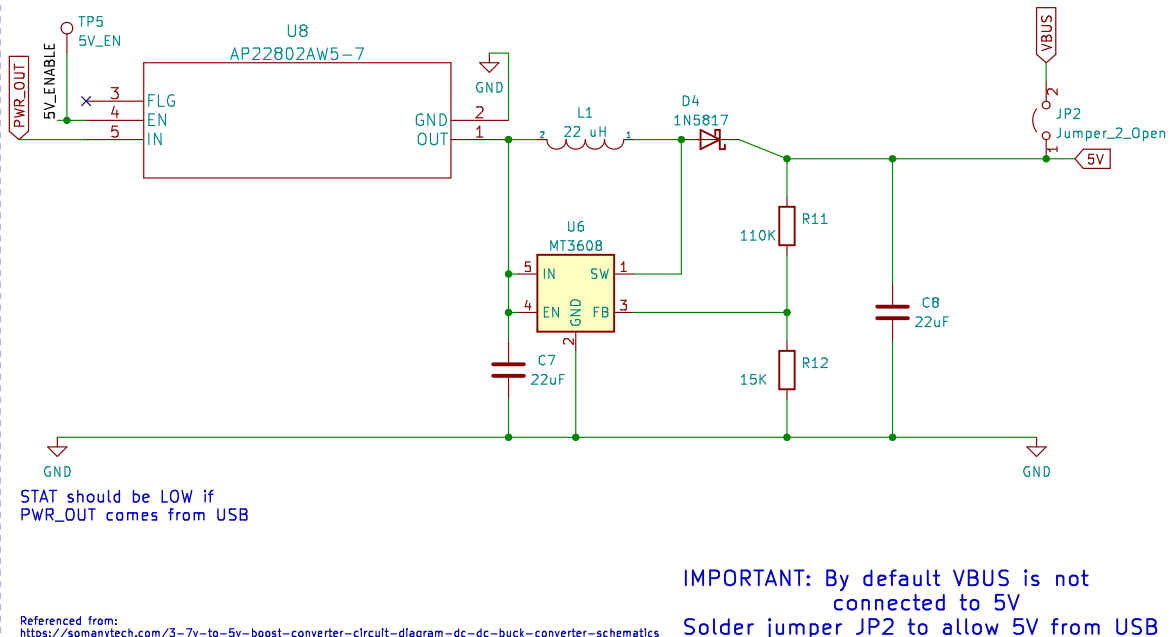 TP5
5V_EN
5V_ENABLE
PWR_OUT
U8
AP22802AW5-7
3 FLG
4 EN
5 IN
GND 2
OUT 1
GND
L1
22 uH
2
1
D4
1N5817
VBUS
2
JP2
Jumper_2_Open
1
5V
R11
110K
U6
MT3608
5 IN
SW 1
4 EN
GND
FB 3
2
C8
22uF
C7
22uF
R12
15K
GND
GND
STAT should be LOW if
PWR_OUT comes from USB
IMPORTANT: By default VBUS is not
connected to 5V
Solder jumper JP2 to allow 5V from USB
Referenced from:
https://somanytech.com/3-7v-to-5v-boost-converter-circuit-diagram-dc-dc-buck-converter-schematics